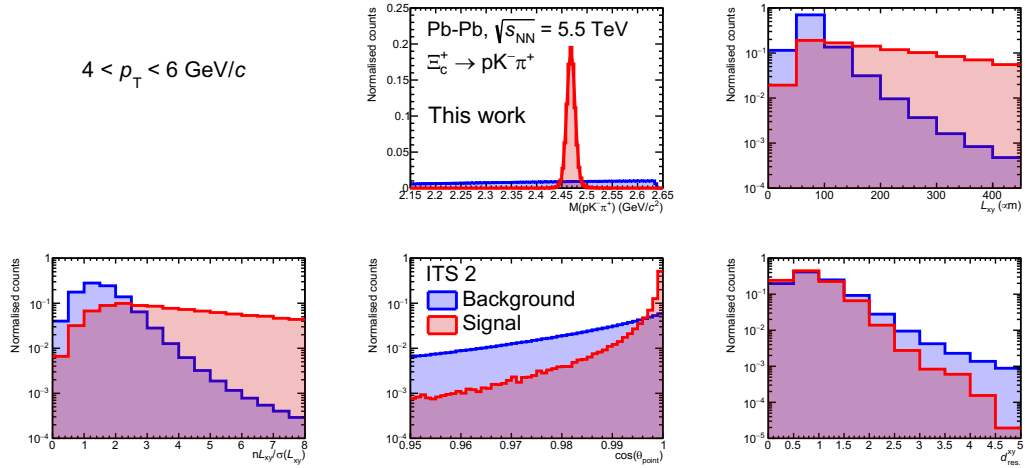 4 < p_T < 6 GeV/c
Normalised counts
0.25
0.2
0.15
0.1
0.05
0
Pb-Pb, √s_NN = 5.5 TeV
Ξ_c^+ → pK⁻π⁺
This work
2.15 2.2 2.25 2.3 2.35 2.4 2.45 2.5 2.55 2.6 2.65
M(pK⁻π⁺) (GeV/c²)
Normalised counts
1
10⁻¹
10⁻²
10⁻³
10⁻⁴
0 100 200 300 400
L_xy (∝m)
Normalised counts
1
10⁻¹
10⁻²
10⁻³
10⁻⁴
0 1 2 3 4 5 6 7 8
nL_xy/σ(L_xy)
Normalised counts
1
10⁻¹
10⁻²
10⁻³
10⁻⁴
ITS 2
Background
Signal
0.95 0.96 0.97 0.98 0.99 1
cos(θ_point)
Normalised counts
1
10⁻¹
10⁻²
10⁻³
10⁻⁴
10⁻⁵
0 0.5 1 1.5 2 2.5 3 3.5 4 4.5 5
d_res.^xy